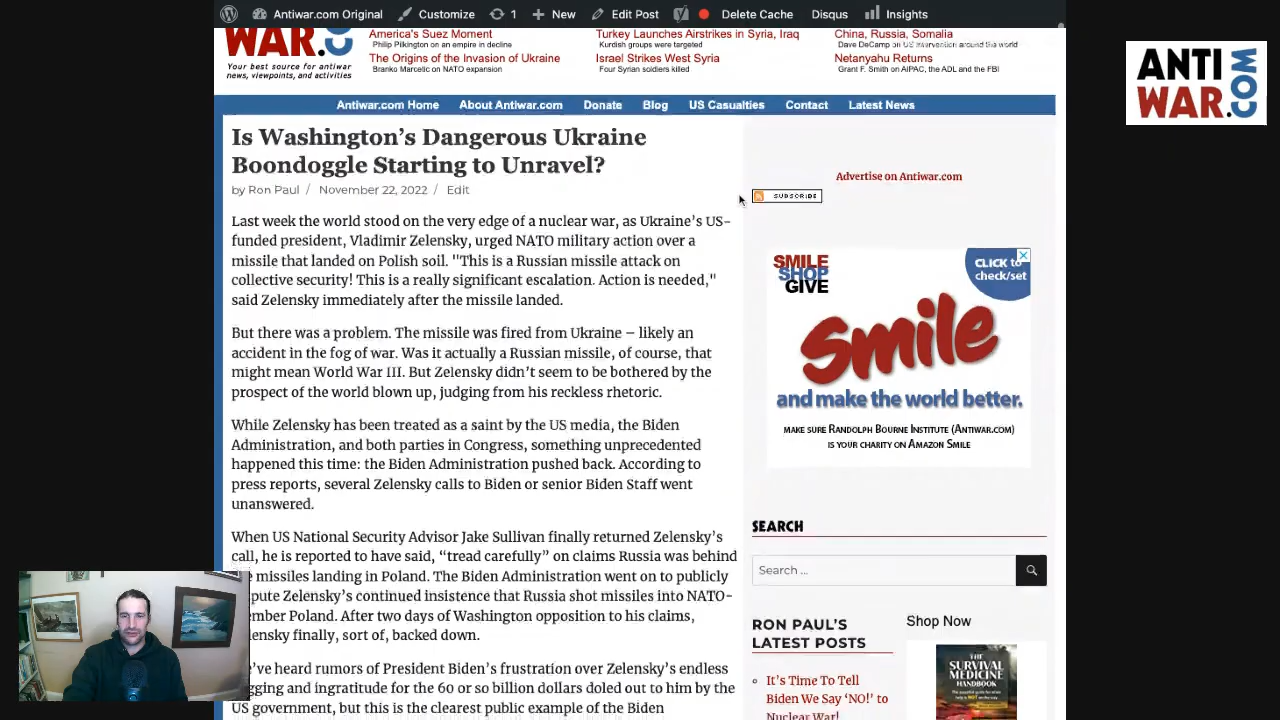 Antiwar.com Original
Customize
1
New
Edit Post
Delete Cache
Disqus
Insights
WAR.
Your best source for antiwar
news, viewpoints, and activities
America's Suez Moment
Philip Pilkington on an empire in decline
The Origins of the Invasion of Ukraine
Branko Marcelic on NATO expansion
Turkey Launches Airstrikes in Syria, Iraq
Kurdish groups were targeted
Israel Strikes West Syria
Four Syrian soldiers killed
China, Russia, Somalia
Dave DeCamp on US intervention around the world
Netanyahu Returns
Grant F. Smith on AIPAC, the ADL and the FBI
ANTI
WAR.COM
Antiwar.com Home
About Antiwar.com
Donate
Blog
US Casualties
Contact
Latest News
Is Washington’s Dangerous Ukraine
Boondoggle Starting to Unravel?
by Ron Paul / November 22, 2022 / Edit
Last week the world stood on the very edge of a nuclear war, as Ukraine’s US-
funded president, Vladimir Zelensky, urged NATO military action over a
missile that landed on Polish soil. "This is a Russian missile attack on
collective security! This is a really significant escalation. Action is needed,"
said Zelensky immediately after the missile landed.
But there was a problem. The missile was fired from Ukraine – likely an
accident in the fog of war. Was it actually a Russian missile, of course, that
might mean World War III. But Zelensky didn’t seem to be bothered by the
prospect of the world blown up, judging from his reckless rhetoric.
While Zelensky has been treated as a saint by the US media, the Biden
Administration, and both parties in Congress, something unprecedented
happened this time: the Biden Administration pushed back. According to
press reports, several Zelensky calls to Biden or senior Biden Staff went
unanswered.
When US National Security Advisor Jake Sullivan finally returned Zelensky’s
call, he is reported to have said, “tread carefully” on claims Russia was behind
missiles landing in Poland. The Biden Administration went on to publicly
pute Zelensky’s continued insistence that Russia shot missiles into NATO-
mber Poland. After two days of Washington opposition to his claims,
lensky finally, sort of, backed down.
’ve heard rumors of President Biden’s frustration over Zelensky’s endless
gging and ingratitude for the 60 or so billion dollars doled out to him by the
US government, but this is the clearest public example of the Biden
Advertise on Antiwar.com
SUBSCRIBE
SMILE
SHOP
GIVE
CLICK to
check/set
Smile
and make the world better.
MAKE SURE RANDOLPH BOURNE INSTITUTE (ANTIWAR.COM)
IS YOUR CHARITY ON AMAZON SMILE
SEARCH
Search ...
RON PAUL’S
LATEST POSTS
It’s Time To Tell
Biden We Say ‘NO!’ to
Nuclear War!
Shop Now
THE
SURVIVAL
MEDICINE
HANDBOOK